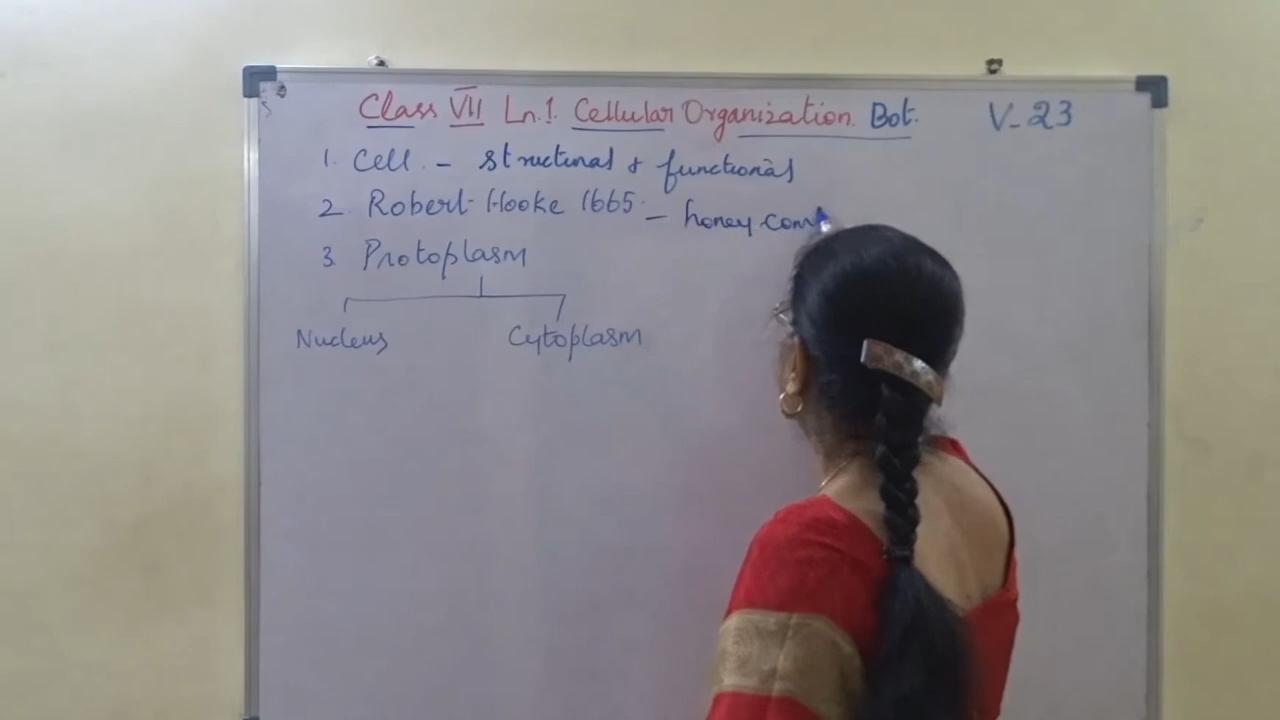 Class VII Ln.1. Cellular Organization. Bot. V-23
1. Cell. - structural & functional
2. Robert Hooke 1665. - honey com
3. Protoplasm
Nucleus Cytoplasm